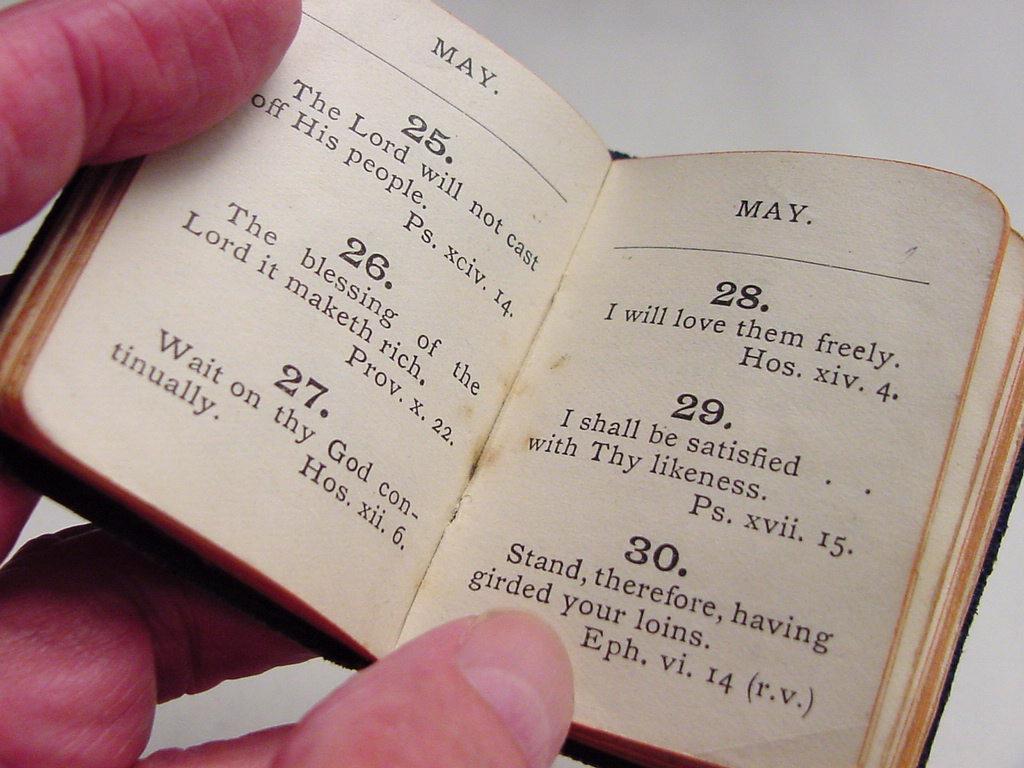 MAY.
25.
The Lord will not cast
off His people.
Ps. xciv. 14.
26.
The blessing of the
Lord it maketh rich.
Prov. x. 22.
27.
Wait on thy God con-
tinually.
Hos. xii. 6.
MAY.
28.
I will love them freely.
Hos. xiv. 4.
29.
I shall be satisfied . .
with Thy likeness.
Ps. xvii. 15.
30.
Stand, therefore, having
girded your loins.
Eph. vi. 14 (r.v.)